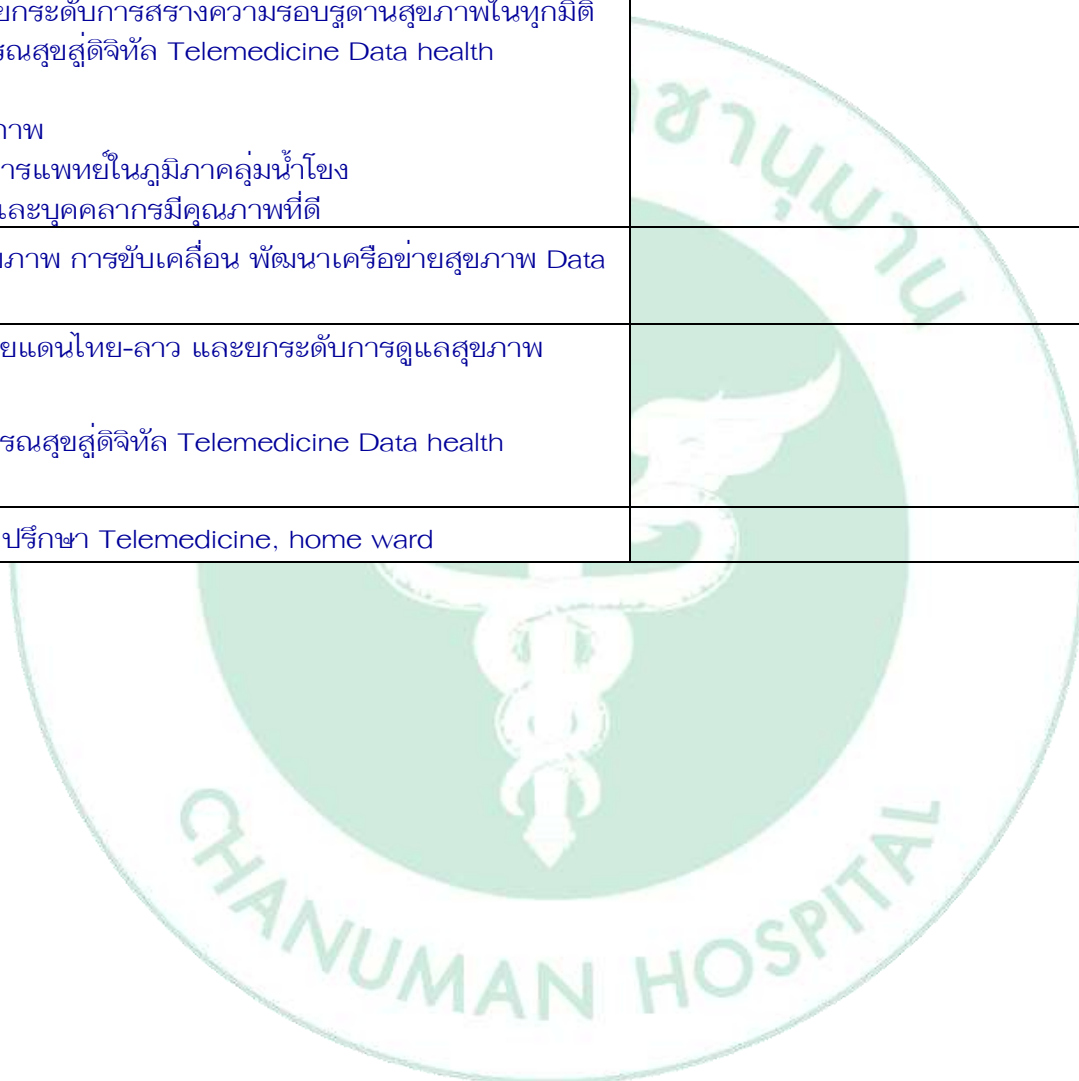 ยกระดับการสร้างความรอบรู้ด้านสุขภาพในทุกมิติ
รณสุขสู่ดิจิทัล Telemedicine Data health
ภาพ
ารแพทย์ในภูมิภาคลุ่มน้ำโขง
และบุคคลากรมีคุณภาพที่ดี
ภาพ การขับเคลื่อน พัฒนาเครือข่ายสุขภาพ Data
ยแดนไทย-ลาว และยกระดับการดูแลสุขภาพ
รณสุขสู่ดิจิทัล Telemedicine Data health
ปรึกษา Telemedicine, home ward
ชานุมาน
CHANUMAN HOSPITAL